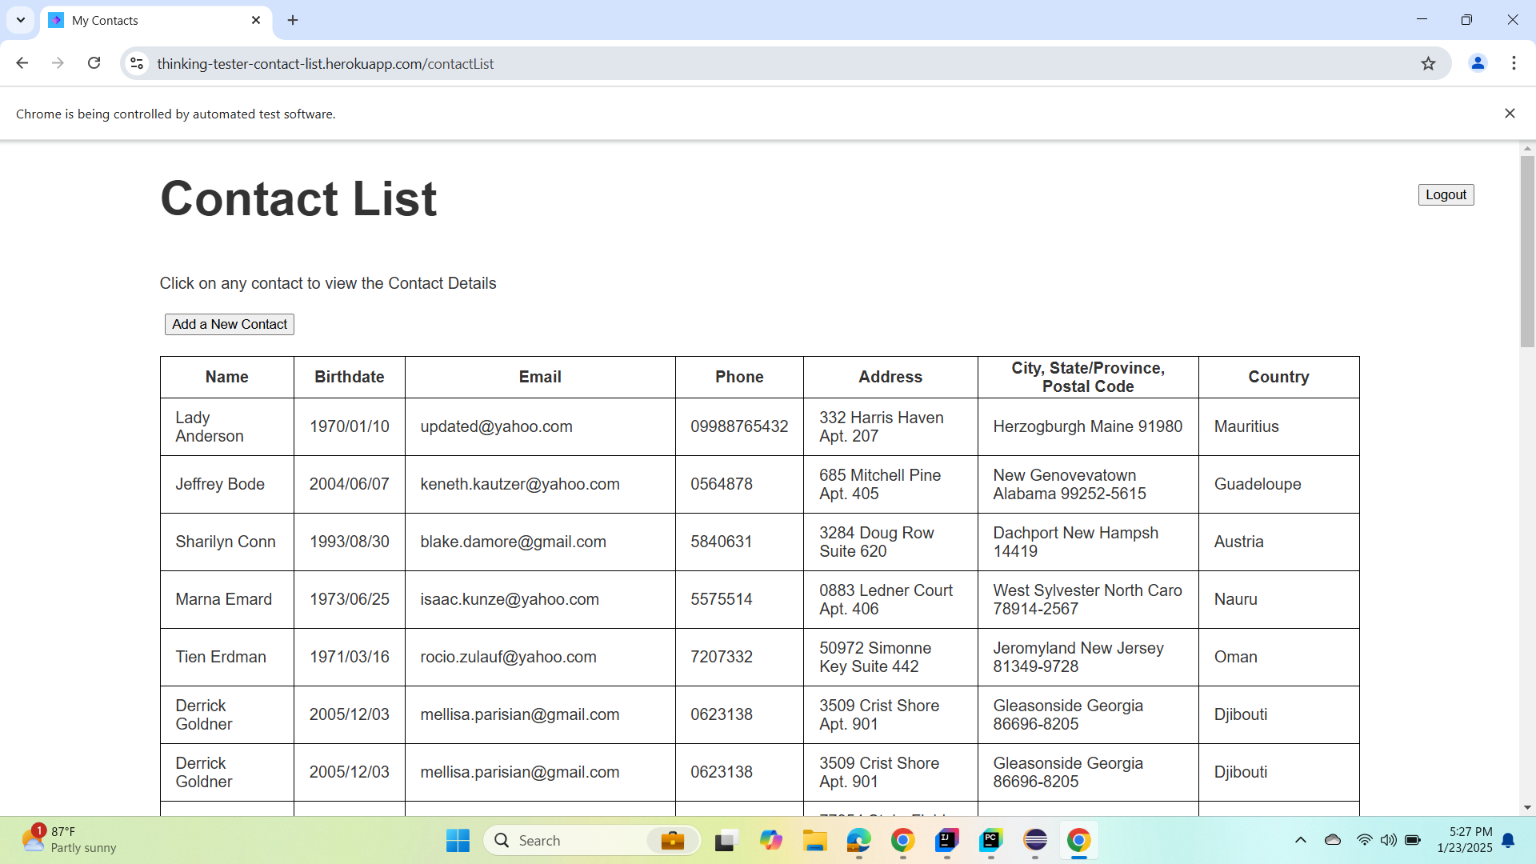 My Contacts
thinking-tester-contact-list.herokuapp.com/contactList
Chrome is being controlled by automated test software.
Contact List
Logout
Click on any contact to view the Contact Details
Add a New Contact
Name Birthdate Email Phone Address City, State/Province, Postal Code Country
Lady Anderson 1970/01/10 updated@yahoo.com 09988765432 332 Harris Haven Apt. 207 Herzogburgh Maine 91980 Mauritius
Jeffrey Bode 2004/06/07 keneth.kautzer@yahoo.com 0564878 685 Mitchell Pine Apt. 405 New Genovevatown Alabama 99252-5615 Guadeloupe
Sharilyn Conn 1993/08/30 blake.damore@gmail.com 5840631 3284 Doug Row Suite 620 Dachport New Hampsh 14419 Austria
Marna Emard 1973/06/25 isaac.kunze@yahoo.com 5575514 0883 Ledner Court Apt. 406 West Sylvester North Caro 78914-2567 Nauru
Tien Erdman 1971/03/16 rocio.zulauf@yahoo.com 7207332 50972 Simonne Key Suite 442 Jeromyland New Jersey 81349-9728 Oman
Derrick Goldner 2005/12/03 mellisa.parisian@gmail.com 0623138 3509 Crist Shore Apt. 901 Gleasonside Georgia 86696-8205 Djibouti
Derrick Goldner 2005/12/03 mellisa.parisian@gmail.com 0623138 3509 Crist Shore Apt. 901 Gleasonside Georgia 86696-8205 Djibouti
1
87°F
Partly sunny
Search
IJ
PC
5:27 PM
1/23/2025